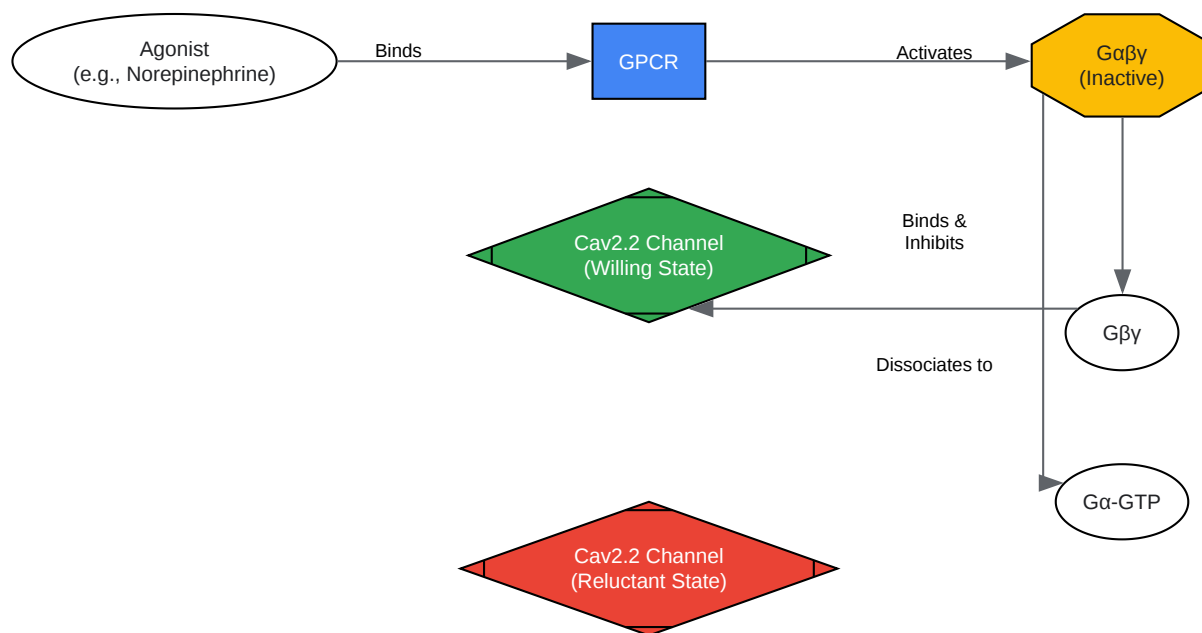 Agonist
(e.g., Norepinephrine)
Binds
GPCR
Activates
Gαβγ
(Inactive)
Cav2.2 Channel
(Willing State)
Binds &
Inhibits
Gβγ
Dissociates to
Gα-GTP
Cav2.2 Channel
(Reluctant State)